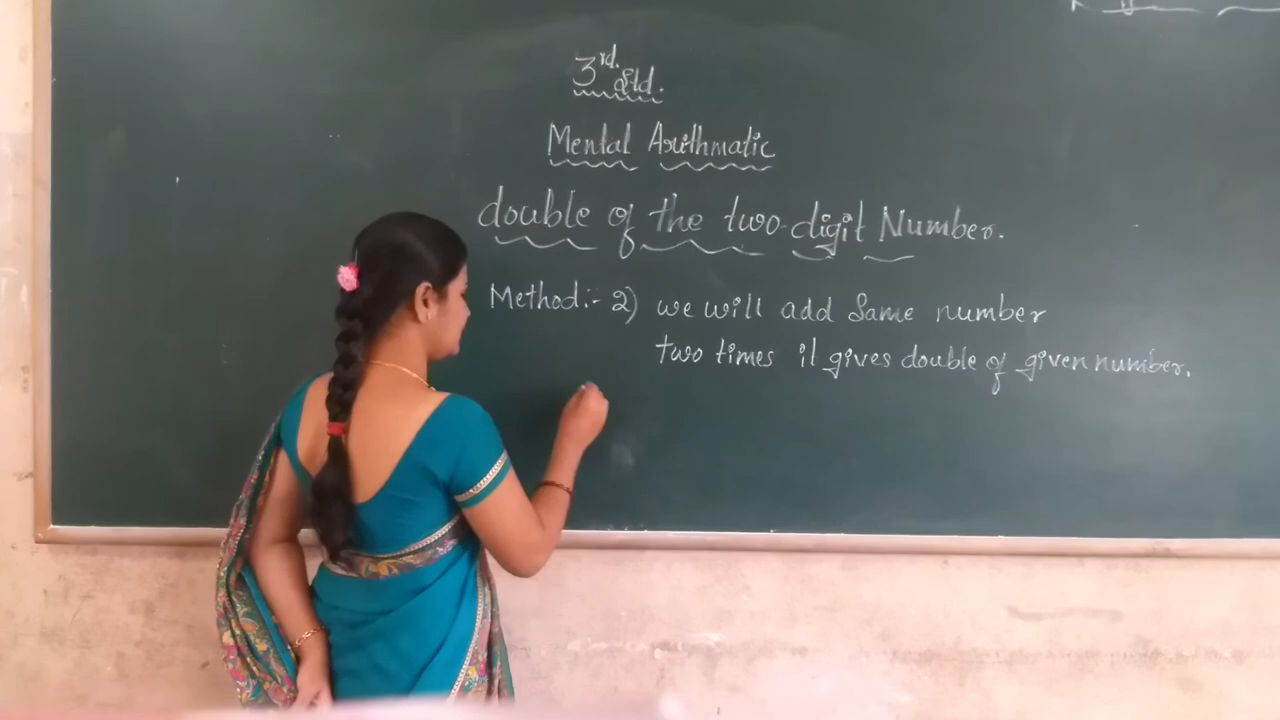 3rd. Std.
Mental Arithmatic
double of the two digit Number.
Method:- 2) we will add Same number
two times it gives double of given number.